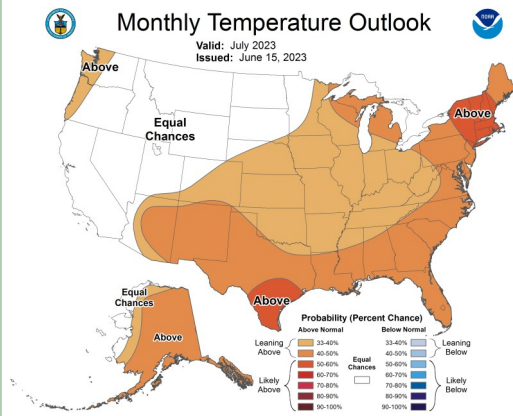 Monthly Temperature Outlook
Valid: July 2023
Issued: June 15, 2023
NOAA
Above
Equal
Chances
Above
Above
Equal
Chances
Above
Probability (Percent Chance)
Above Normal
Below Normal
Leaning
Above
33-40%
40-50%
Likely
Above
50-60%
60-70%
70-80%
80-90%
90-100%
Equal
Chances
33-40%
40-50%
Leaning
Below
50-60%
60-70%
70-80%
80-90%
90-100%
Likely
Below